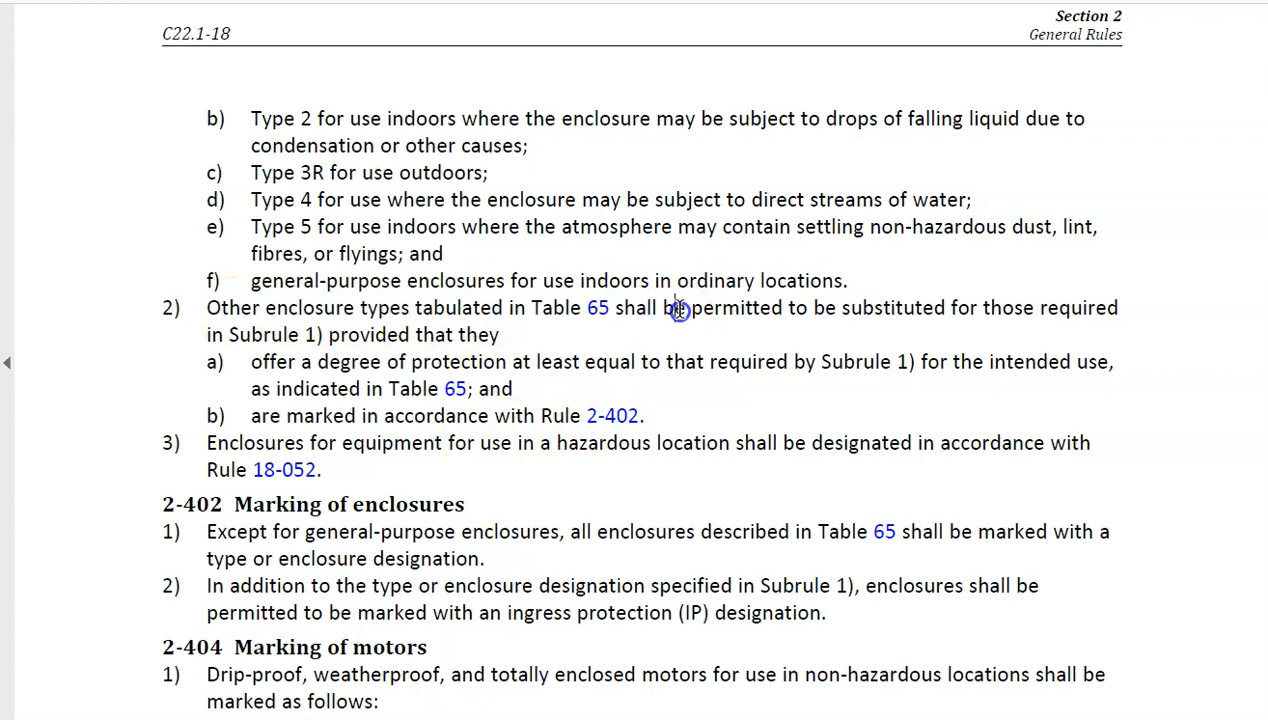 Section 2
C22.1-18
General Rules
b) Type 2 for use indoors where the enclosure may be subject to drops of falling liquid due to
condensation or other causes;
c) Type 3R for use outdoors;
d) Type 4 for use where the enclosure may be subject to direct streams of water;
e) Type 5 for use indoors where the atmosphere may contain settling non-hazardous dust, lint,
fibres, or flyings; and
f) general-purpose enclosures for use indoors in ordinary locations.
2) Other enclosure types tabulated in Table 65 shall be permitted to be substituted for those required
in Subrule 1) provided that they
a) offer a degree of protection at least equal to that required by Subrule 1) for the intended use,
as indicated in Table 65; and
b) are marked in accordance with Rule 2-402.
3) Enclosures for equipment for use in a hazardous location shall be designated in accordance with
Rule 18-052.
2-402 Marking of enclosures
1) Except for general-purpose enclosures, all enclosures described in Table 65 shall be marked with a
type or enclosure designation.
2) In addition to the type or enclosure designation specified in Subrule 1), enclosures shall be
permitted to be marked with an ingress protection (IP) designation.
2-404 Marking of motors
1) Drip-proof, weatherproof, and totally enclosed motors for use in non-hazardous locations shall be
marked as follows: